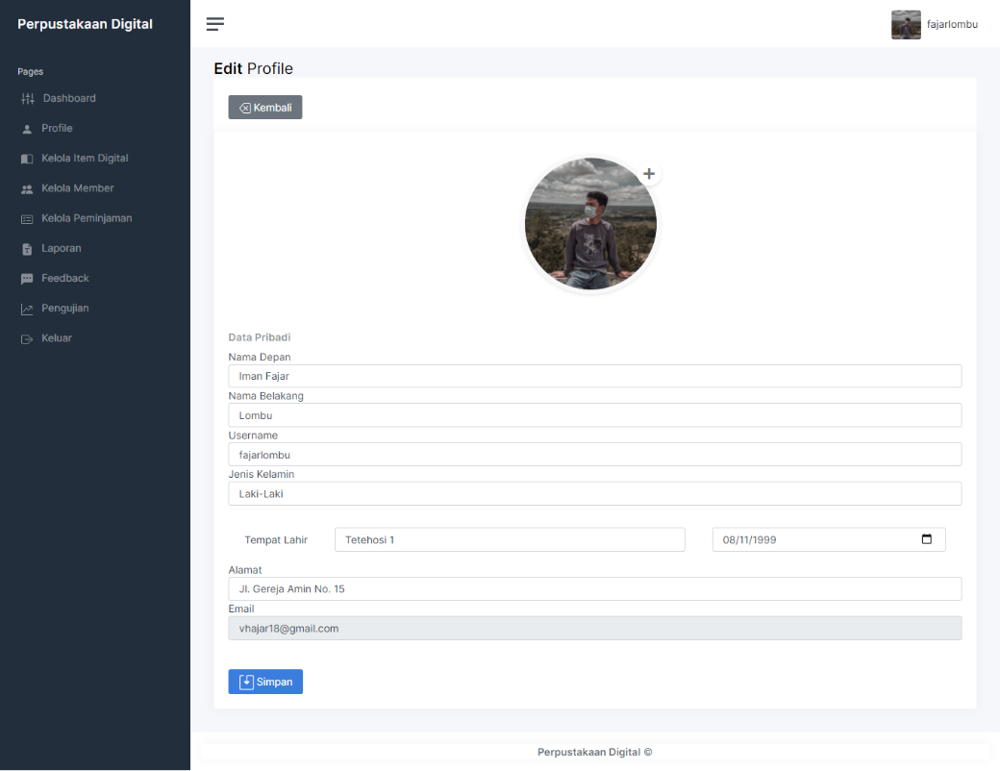 Perpustakaan Digital
fajarlombu
Pages
Dashboard
Profile
Kelola Item Digital
Kelola Member
Kelola Peminjaman
Laporan
Feedback
Pengujian
Keluar
Edit Profile
Kembali
Data Pribadi
Nama Depan
Iman Fajar
Nama Belakang
Lombu
Username
fajarlombu
Jenis Kelamin
Laki-Laki
Tempat Lahir Tetehosi 1 08/11/1999
Alamat
Jl. Gereja Amin No. 15
Email
vhajar18@gmail.com
Simpan
Perpustakaan Digital ©